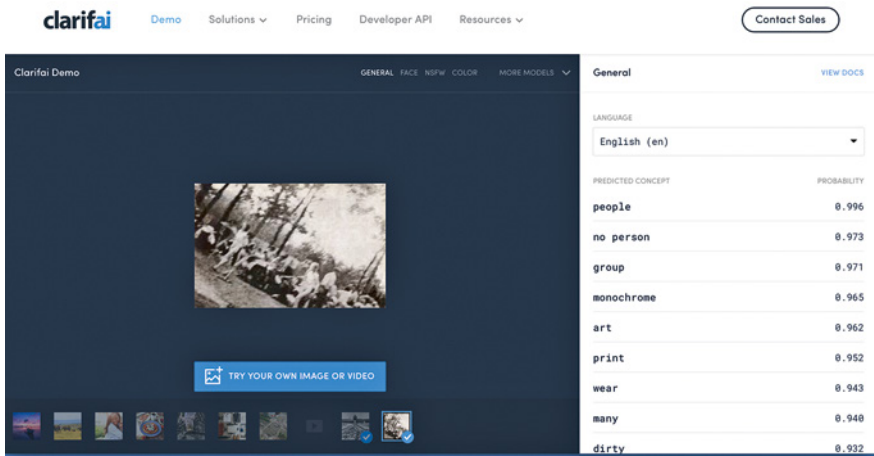 clarifai Demo Solutions Pricing Developer API Resources Contact Sales
Clarifai Demo GENERAL FACE NSFW COLOR MORE MODELS
TRY YOUR OWN IMAGE OR VIDEO
General VIEW DOCS
LANGUAGE
English (en)
PREDICTED CONCEPT PROBABILITY
people 0.996
no person 0.973
group 0.971
monochrome 0.965
art 0.962
print 0.952
wear 0.943
many 0.940
dirty 0.932